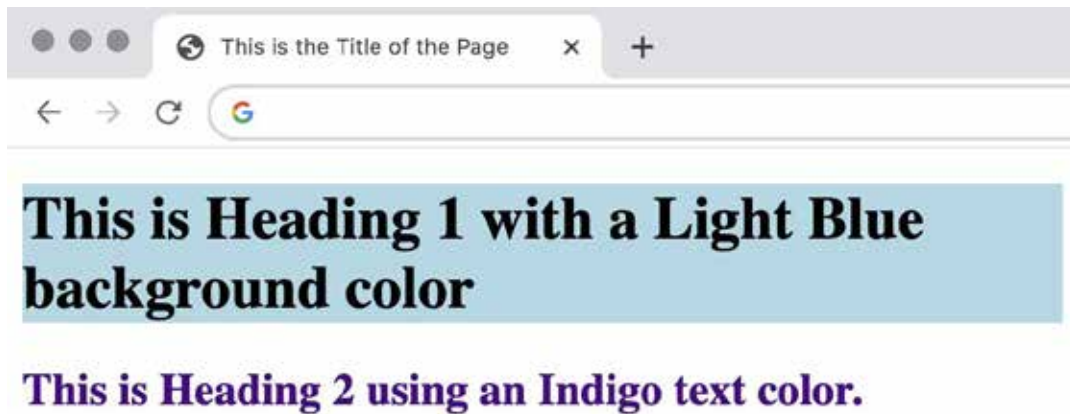 This is the Title of the Page
This is Heading 1 with a Light Blue
background color
This is Heading 2 using an Indigo text color.